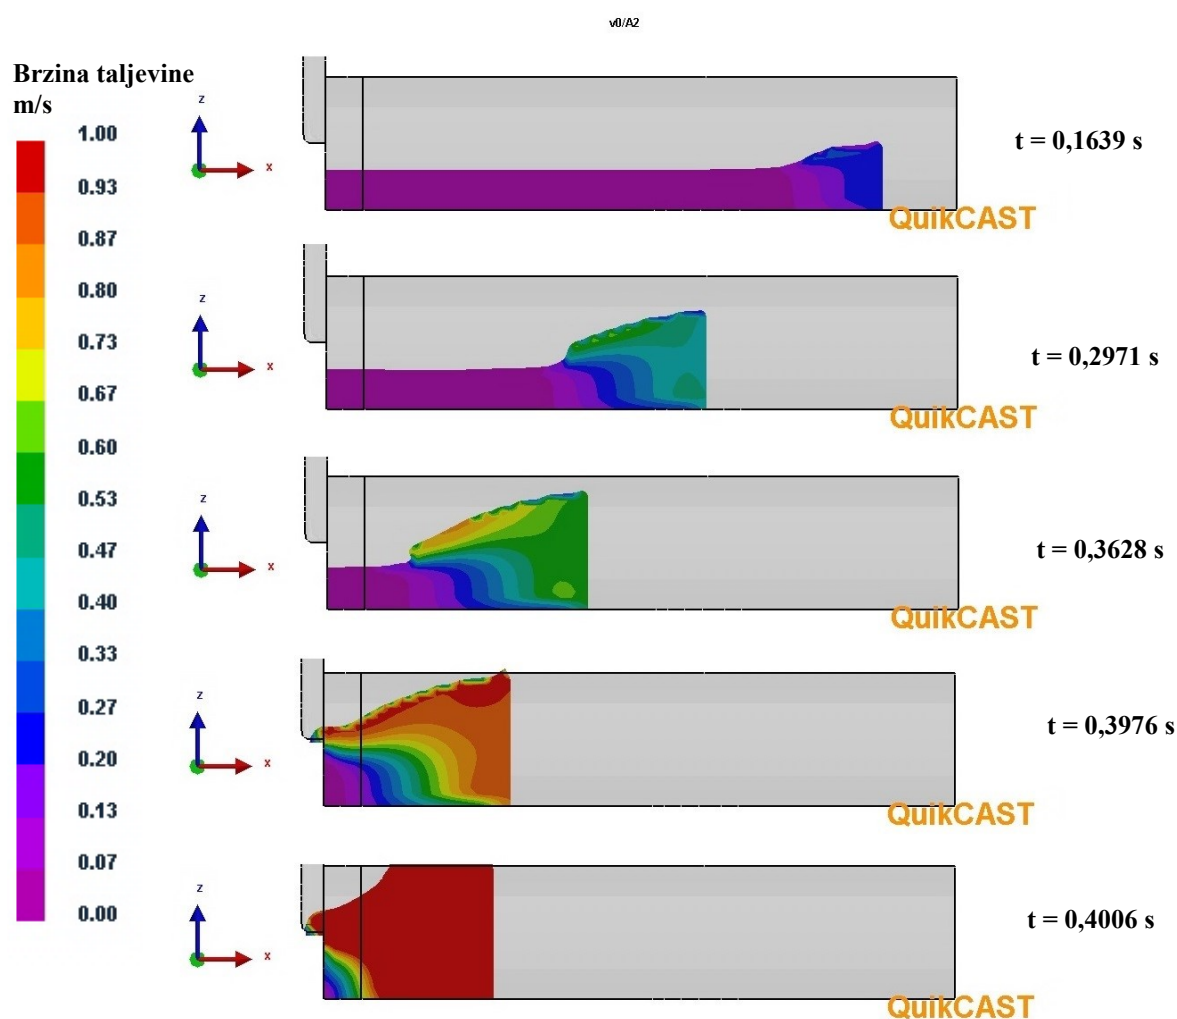 v0/A2
Brzina taljevine
m/s
1.00
0.93
0.87
0.80
0.73
0.67
0.60
0.53
0.47
0.40
0.33
0.27
0.20
0.13
0.07
0.00
z
x
t = 0,1639 s
QuikCAST
z
x
t = 0,2971 s
QuikCAST
z
x
t = 0,3628 s
QuikCAST
z
x
t = 0,3976 s
QuikCAST
z
x
t = 0,4006 s
QuikCAST